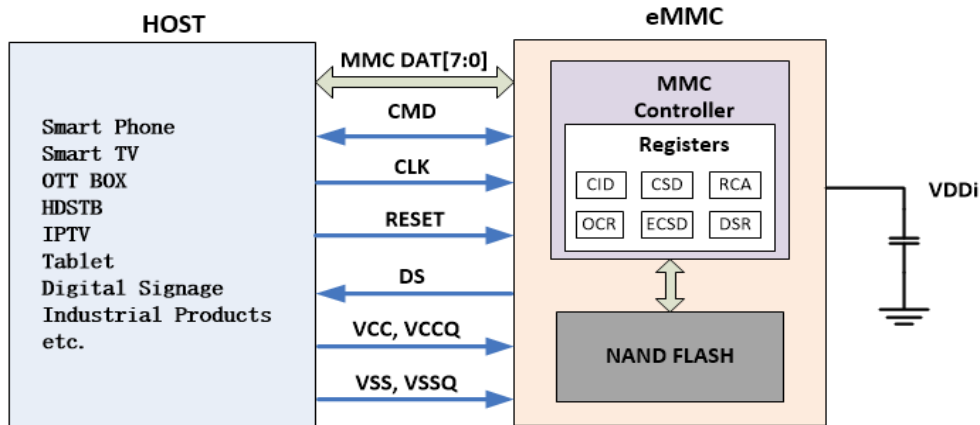 HOST
eMMC
MMC DAT[7:0]
CMD
CLK
RESET
DS
VCC, VCCQ
VSS, VSSQ
Smart Phone
Smart TV
OTT BOX
HDSTB
IPTV
Tablet
Digital Signage
Industrial Products
etc.
MMC
Controller
Registers
CID CSD RCA
OCR ECSD DSR
NAND FLASH
VDDi